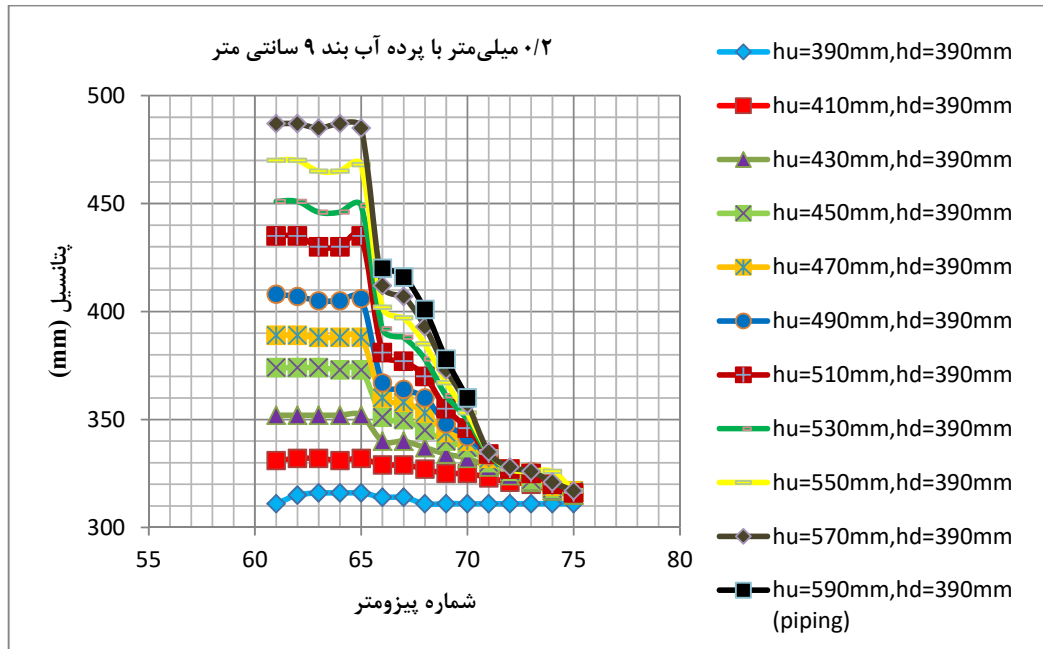 ۰/۲ میلی‌متر با پرده آب بند ۹ سانتی متر
500
450
400
350
300
55
60
65
70
75
80
پتانسیل (mm)
شماره پیزومتر
hu=390mm,hd=390mm
hu=410mm,hd=390mm
hu=430mm,hd=390mm
hu=450mm,hd=390mm
hu=470mm,hd=390mm
hu=490mm,hd=390mm
hu=510mm,hd=390mm
hu=530mm,hd=390mm
hu=550mm,hd=390mm
hu=570mm,hd=390mm
hu=590mm,hd=390mm
(piping)